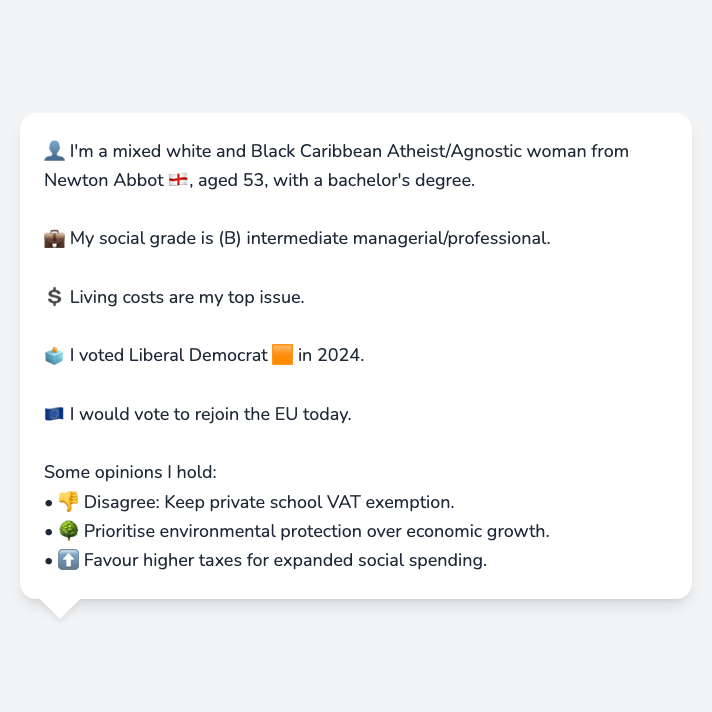 👤 I'm a mixed white and Black Caribbean Atheist/Agnostic woman from
Newton Abbot 🏴󠁧󠁢󠁥󠁮󠁧󠁿, aged 53, with a bachelor's degree.
💼 My social grade is (B) intermediate managerial/professional.
💲 Living costs are my top issue.
🗳️ I voted Liberal Democrat 🟧 in 2024.
🇪🇺 I would vote to rejoin the EU today.
Some opinions I hold:
• 👎 Disagree: Keep private school VAT exemption.
• 🌳 Prioritise environmental protection over economic growth.
• ⬆️ Favour higher taxes for expanded social spending.